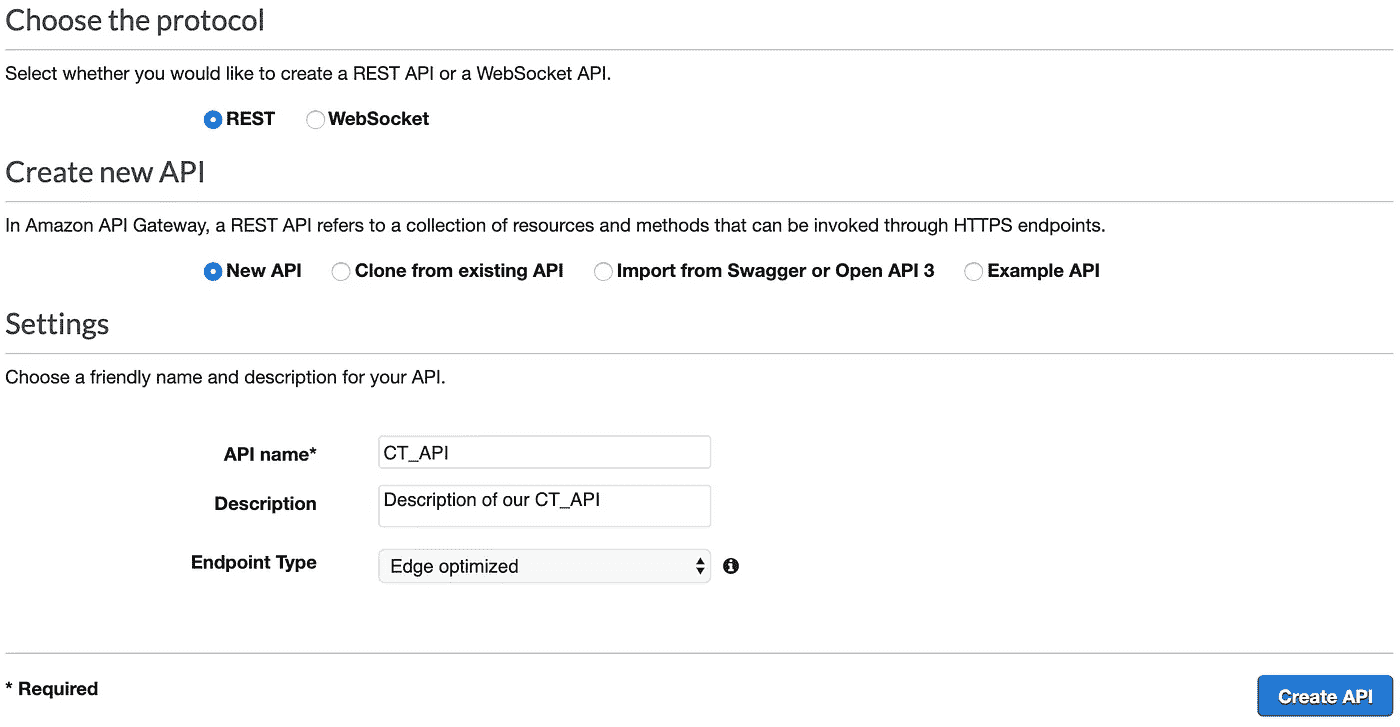 Choose the protocol
Select whether you would like to create a REST API or a WebSocket API.
REST WebSocket
Create new API
In Amazon API Gateway, a REST API refers to a collection of resources and methods that can be invoked through HTTPS endpoints.
New API Clone from existing API Import from Swagger or Open API 3 Example API
Settings
Choose a friendly name and description for your API.
API name* CT_API
Description Description of our CT_API
Endpoint Type Edge optimized
* Required Create API